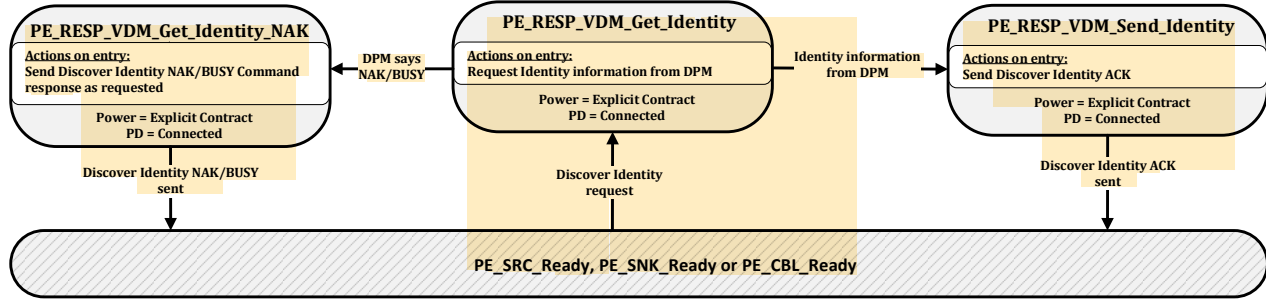 PE_RESP_VDM_Get_Identity_NAK
Actions on entry:
Send Discover Identity NAK/BUSY Command
response as requested
Power = Explicit Contract
PD = Connected
DPM says
NAK/BUSY
PE_RESP_VDM_Get_Identity
Actions on entry:
Request Identity information from DPM
Power = Explicit Contract
PD = Connected
Identity information
from DPM
PE_RESP_VDM_Send_Identity
Actions on entry:
Send Discover Identity ACK
Power = Explicit Contract
PD = Connected
Discover Identity NAK/BUSY
sent
Discover Identity
request
Discover Identity ACK
sent
PE_SRC_Ready, PE_SNK_Ready or PE_CBL_Ready